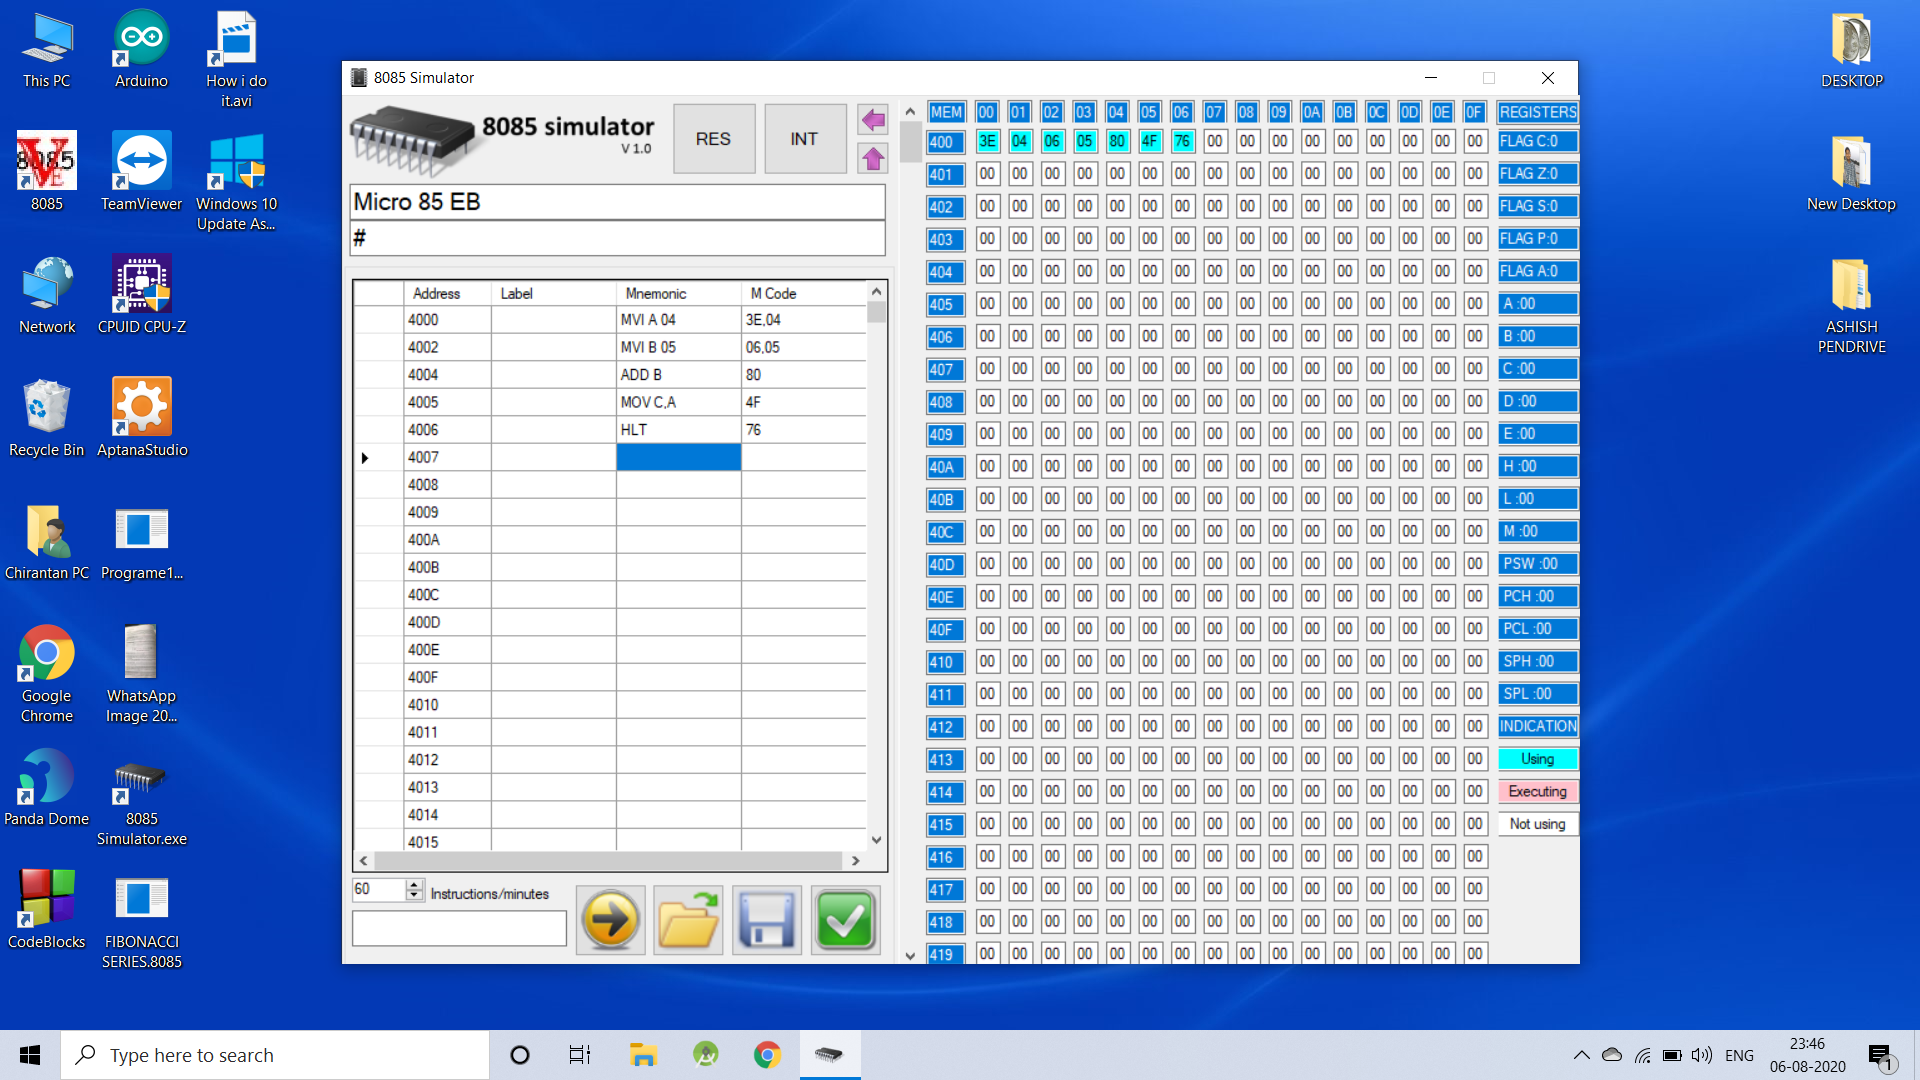 This PC
Arduino
How i do
it.avi
8085
8085
TeamViewer
Windows 10
Update As...
Network
CPUID CPU-Z
Recycle Bin
AptanaStudio
Chirantan PC
Programe1...
Google
Chrome
WhatsApp
Image 20...
Panda Dome
8085
Simulator.exe
CodeBlocks
FIBONACCI
SERIES.8085
DESKTOP
New Desktop
ASHISH
PENDRIVE
8085 Simulator
8085 simulator
V 1.0
RES
INT
Micro 85 EB
#
Address Label Mnemonic M Code
4000 MVI A 04 3E,04
4002 MVI B 05 06,05
4004 ADD B 80
4005 MOV C,A 4F
4006 HLT 76
4007
4008
4009
400A
400B
400C
400D
400E
400F
4010
4011
4012
4013
4014
4015
60 Instructions/minutes
MEM 00 01 02 03 04 05 06 07 08 09 0A 0B 0C 0D 0E 0F REGISTERS
400 3E 04 06 05 80 4F 76 00 00 00 00 00 00 00 00 00 FLAG C:0
401 00 00 00 00 00 00 00 00 00 00 00 00 00 00 00 00 FLAG Z:0
402 00 00 00 00 00 00 00 00 00 00 00 00 00 00 00 00 FLAG S:0
403 00 00 00 00 00 00 00 00 00 00 00 00 00 00 00 00 FLAG P:0
404 00 00 00 00 00 00 00 00 00 00 00 00 00 00 00 00 FLAG A:0
405 00 00 00 00 00 00 00 00 00 00 00 00 00 00 00 00 A :00
406 00 00 00 00 00 00 00 00 00 00 00 00 00 00 00 00 B :00
407 00 00 00 00 00 00 00 00 00 00 00 00 00 00 00 00 C :00
408 00 00 00 00 00 00 00 00 00 00 00 00 00 00 00 00 D :00
409 00 00 00 00 00 00 00 00 00 00 00 00 00 00 00 00 E :00
40A 00 00 00 00 00 00 00 00 00 00 00 00 00 00 00 00 H :00
40B 00 00 00 00 00 00 00 00 00 00 00 00 00 00 00 00 L :00
40C 00 00 00 00 00 00 00 00 00 00 00 00 00 00 00 00 M :00
40D 00 00 00 00 00 00 00 00 00 00 00 00 00 00 00 00 PSW :00
40E 00 00 00 00 00 00 00 00 00 00 00 00 00 00 00 00 PCH :00
40F 00 00 00 00 00 00 00 00 00 00 00 00 00 00 00 00 PCL :00
410 00 00 00 00 00 00 00 00 00 00 00 00 00 00 00 00 SPH :00
411 00 00 00 00 00 00 00 00 00 00 00 00 00 00 00 00 SPL :00
412 00 00 00 00 00 00 00 00 00 00 00 00 00 00 00 00 INDICATION
413 00 00 00 00 00 00 00 00 00 00 00 00 00 00 00 00 Using
414 00 00 00 00 00 00 00 00 00 00 00 00 00 00 00 00 Executing
415 00 00 00 00 00 00 00 00 00 00 00 00 00 00 00 00 Not using
416 00 00 00 00 00 00 00 00 00 00 00 00 00 00 00 00
417 00 00 00 00 00 00 00 00 00 00 00 00 00 00 00 00
418 00 00 00 00 00 00 00 00 00 00 00 00 00 00 00 00
419 00 00 00 00 00 00 00 00 00 00 00 00 00 00 00 00
Type here to search
ENG
23:46
06-08-2020
1